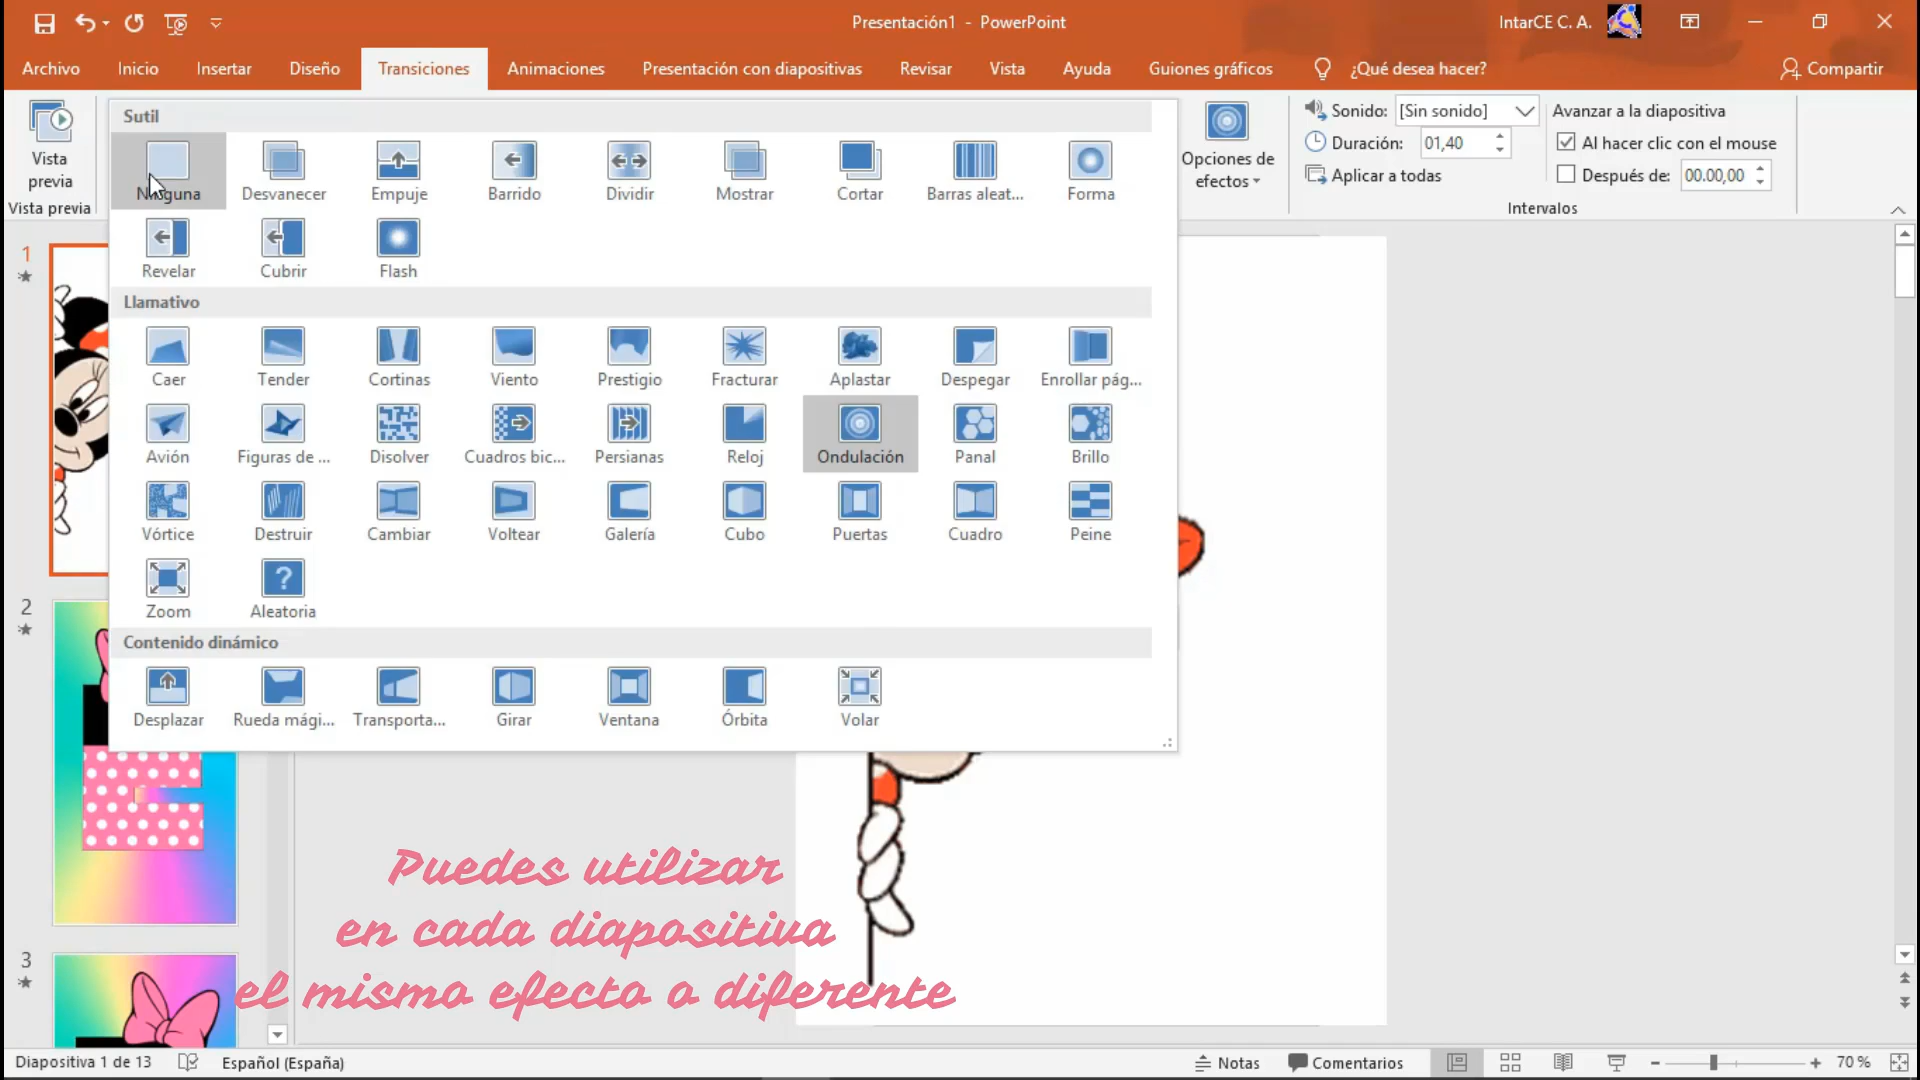 Presentación1 - PowerPoint
IntarCE C. A.
Archivo Inicio Insertar Diseño Transiciones Animaciones Presentación con diapositivas Revisar Vista Ayuda Guiones gráficos ¿Qué desea hacer? Compartir
Vista previa
Vista previa
Opciones de efectos
Sonido: [Sin sonido]
Duración: 01,40
Aplicar a todas
Avanzar a la diapositiva
Al hacer clic con el mouse
Después de: 00.00,00
Intervalos
Sutil
Ninguna Desvanecer Empuje Barrido Dividir Mostrar Cortar Barras aleat... Forma
Revelar Cubrir Flash
Llamativo
Caer Tender Cortinas Viento Prestigio Fracturar Aplastar Despegar Enrollar pág...
Avión Figuras de ... Disolver Cuadros bic... Persianas Reloj Ondulación Panal Brillo
Vórtice Destruir Cambiar Voltear Galería Cubo Puertas Cuadro Peine
Zoom Aleatoria
Contenido dinámico
Desplazar Rueda mági... Transporta... Girar Ventana Órbita Volar
1
2
3
Puedes utilizar
en cada diapositiva
el mismo efecto o diferente
Diapositiva 1 de 13 Español (España) Notas Comentarios 70 %